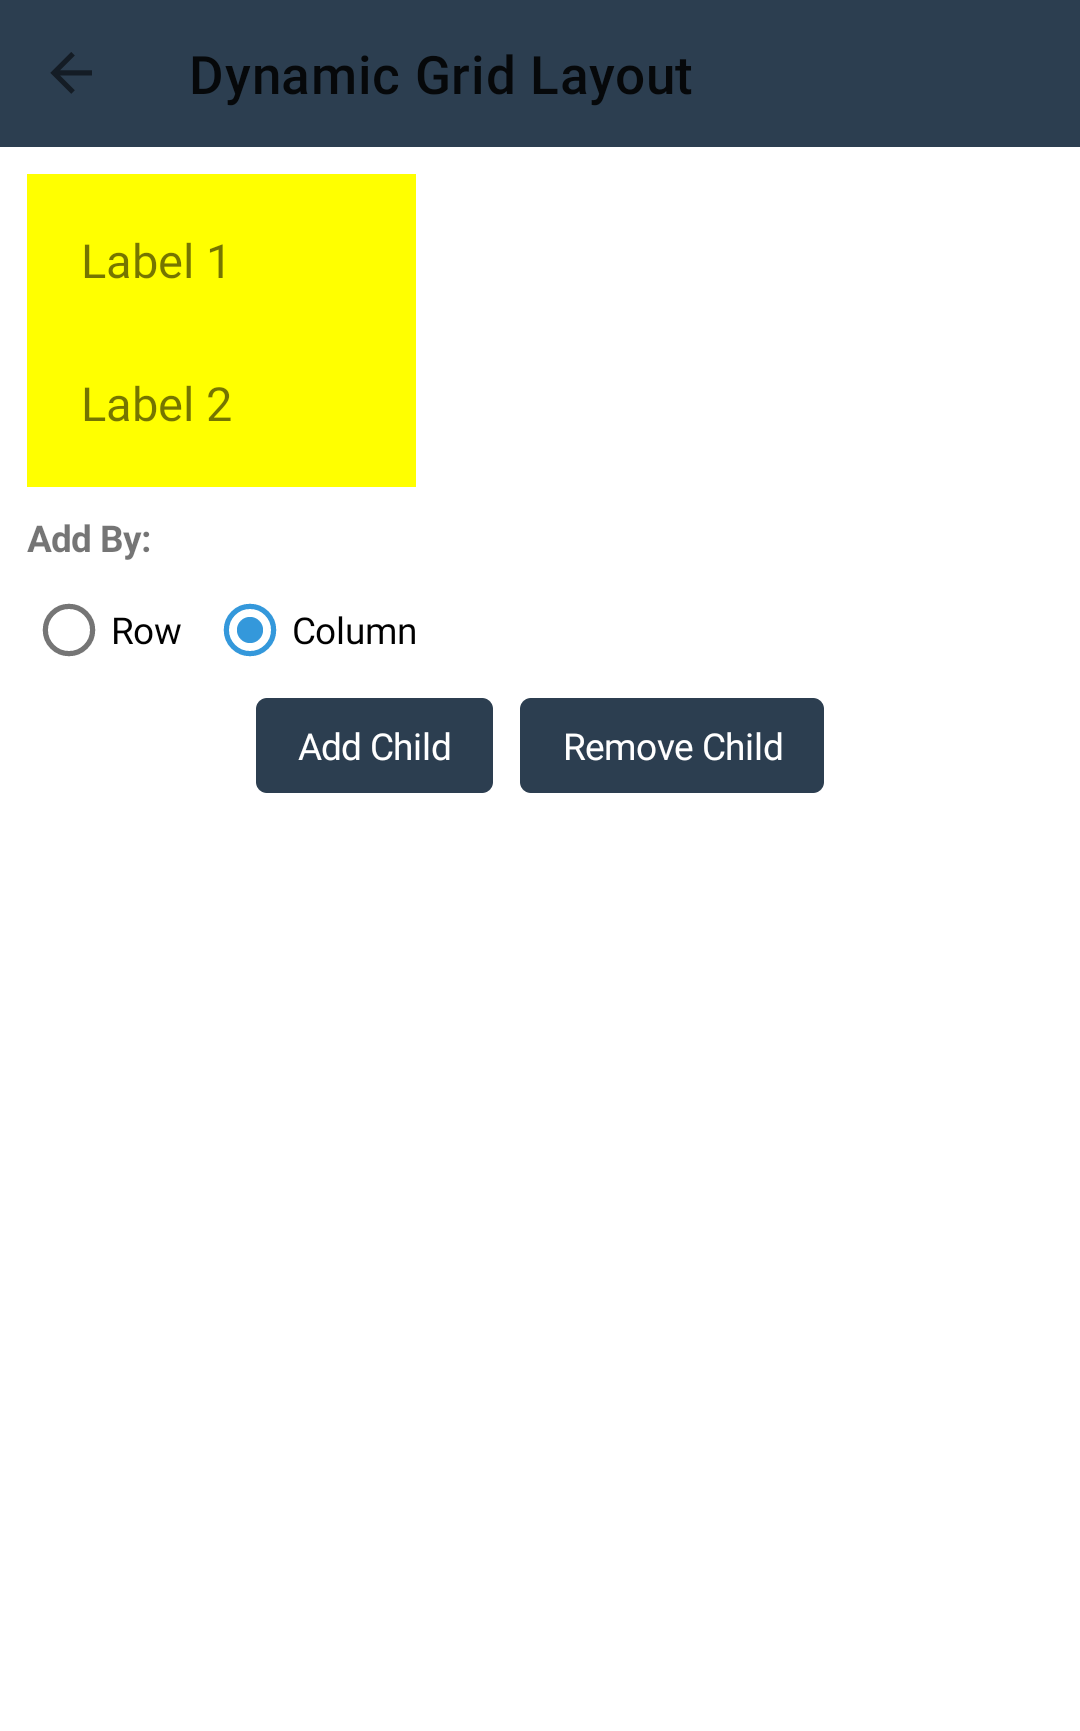 Dynamic Grid Layout
Label 1
Label 2
Add By:
Row Column
Add Child Remove Child